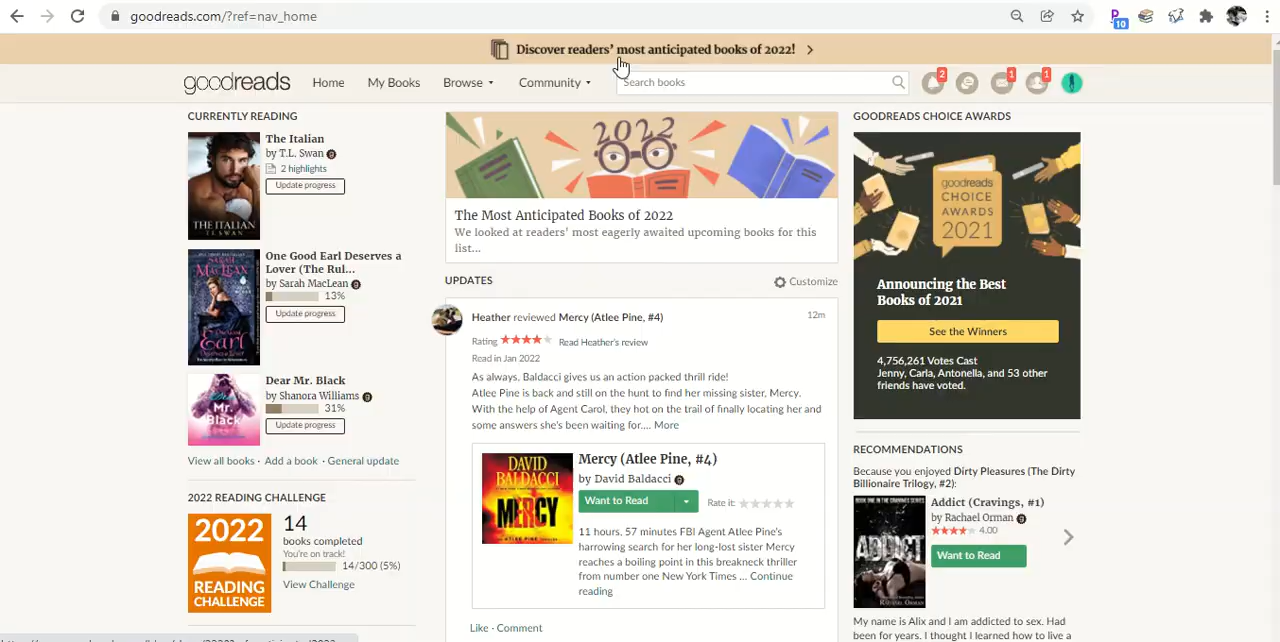 goodreads.com/?ref=nav_home
10
Discover readers' most anticipated books of 2022!
goodreads Home My Books Browse Community Search books 2 1 1
CURRENTLY READING
THE ITALIAN
T.L. SWAN
The Italian
by T.L. Swan
2 highlights
Update progress
SARAH MACLEAN
One Good Earl Deserves a
Lover (The Rul...
by Sarah MacLean
13%
Update progress
Mr.
Black
Dear Mr. Black
by Shanora Williams
31%
Update progress
View all books · Add a book · General update
2022 READING CHALLENGE
2022
READING
CHALLENGE
14
books completed
You're on track!
14/300 (5%)
View Challenge
2022
The Most Anticipated Books of 2022
We looked at readers' most eagerly awaited upcoming books for this
list...
UPDATES
Customize
Heather reviewed Mercy (Atlee Pine, #4)
12m
Rating Read Heather's review
Read in Jan 2022
As always, Baldacci gives us an action packed thrill ride!
Atlee Pine is back and still on the hunt to find her missing sister, Mercy.
With the help of Agent Carol, they hot on the trail of finally locating her and
some answers she's been waiting for.... More
DAVID
BALDACCI
MERCY
Mercy (Atlee Pine, #4)
by David Baldacci
Want to Read
Rate it:
11 hours, 57 minutes FBI Agent Atlee Pine's
harrowing search for her long-lost sister Mercy
reaches a boiling point in this breakneck thriller
from number one New York Times ... Continue
reading
Like · Comment
GOODREADS CHOICE AWARDS
goodreads
CHOICE
AWARDS
2021
Announcing the Best
Books of 2021
See the Winners
4,756,261 Votes Cast
Jenny, Carla, Antonella, and 53 other
friends have voted.
RECOMMENDATIONS
Because you enjoyed Dirty Pleasures (The Dirty
Billionaire Trilogy, #2):
ADDICT
Addict (Cravings, #1)
by Rachael Orman
4.00
Want to Read
My name is Alix and I am addicted to sex. Had
been for years. I thought I learned how to live a